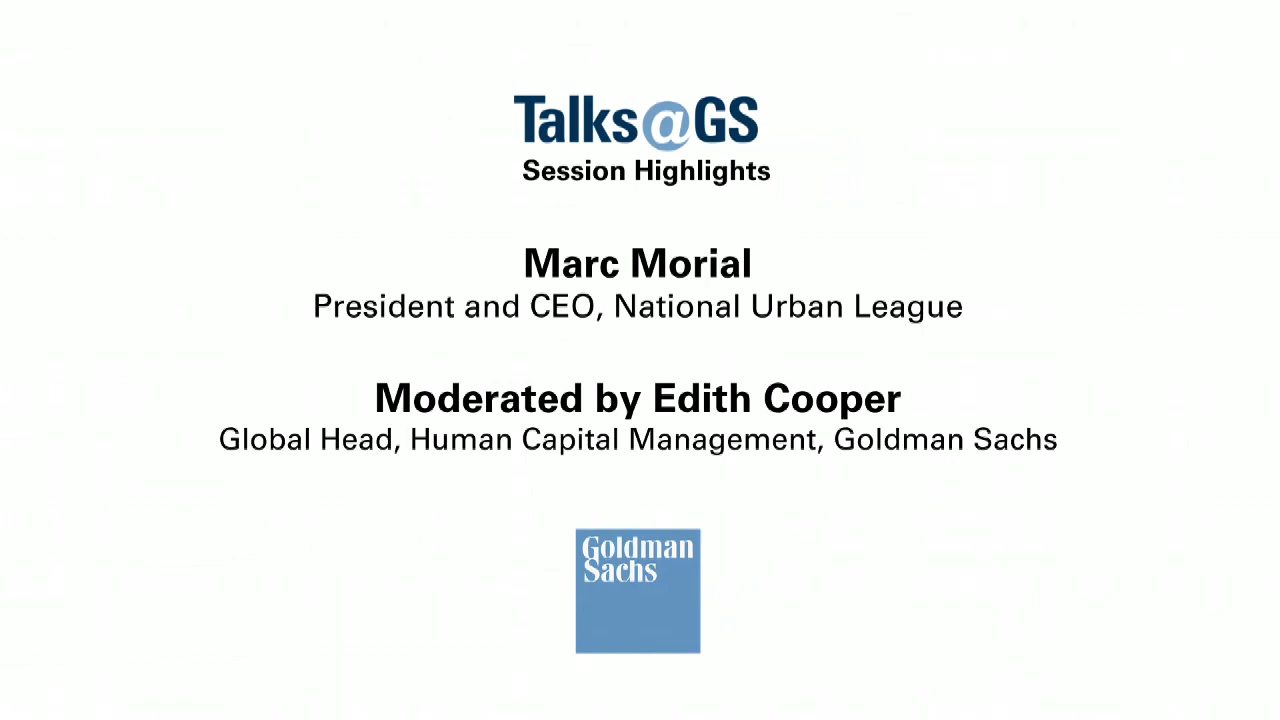 Talks@GS
Session Highlights
Marc Morial
President and CEO, National Urban League
Moderated by Edith Cooper
Global Head, Human Capital Management, Goldman Sachs
Goldman
Sachs